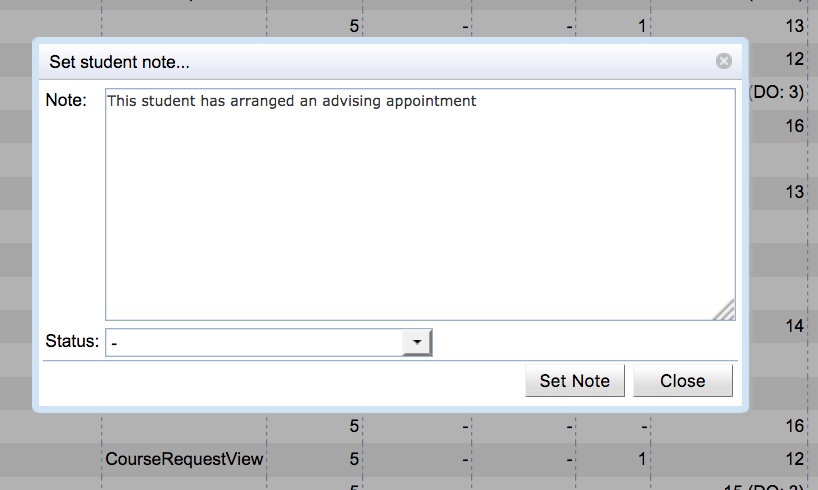 5 - - 1 13
Set student note...
12
Note: This student has arranged an advising appointment
(DO: 3)
16
13
14
Status: -
Set Note Close
5 - - - 16
CourseRequestView 5 - - 1 12